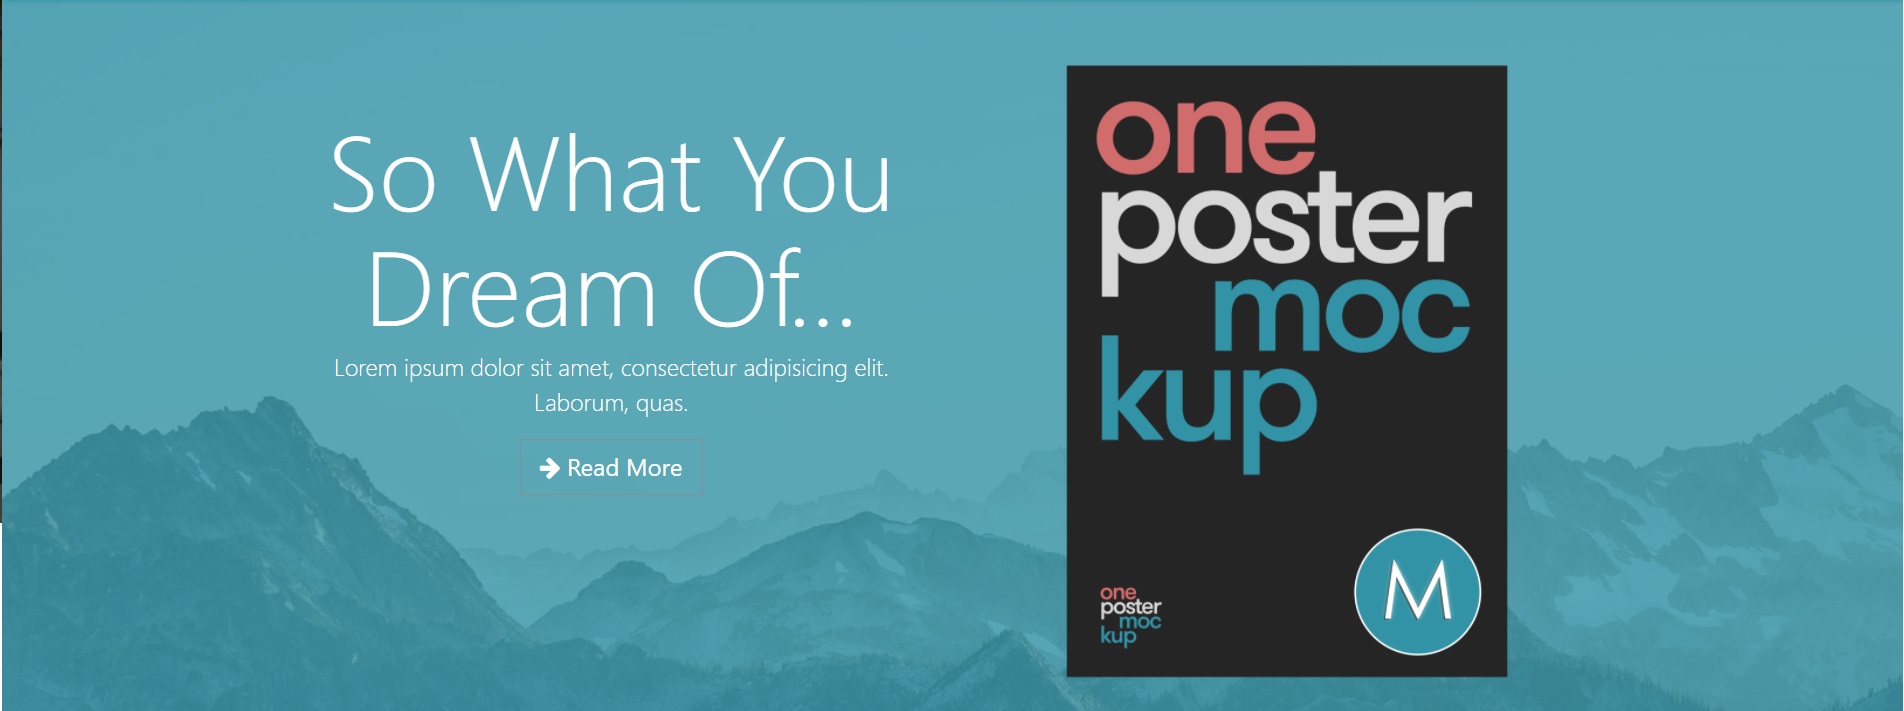 So What You
Dream Of...
Lorem ipsum dolor sit amet, consectetur adipisicing elit.
Laborum, quas.
Read More
one
poster
moc
kup
one
poster
moc
kup
M